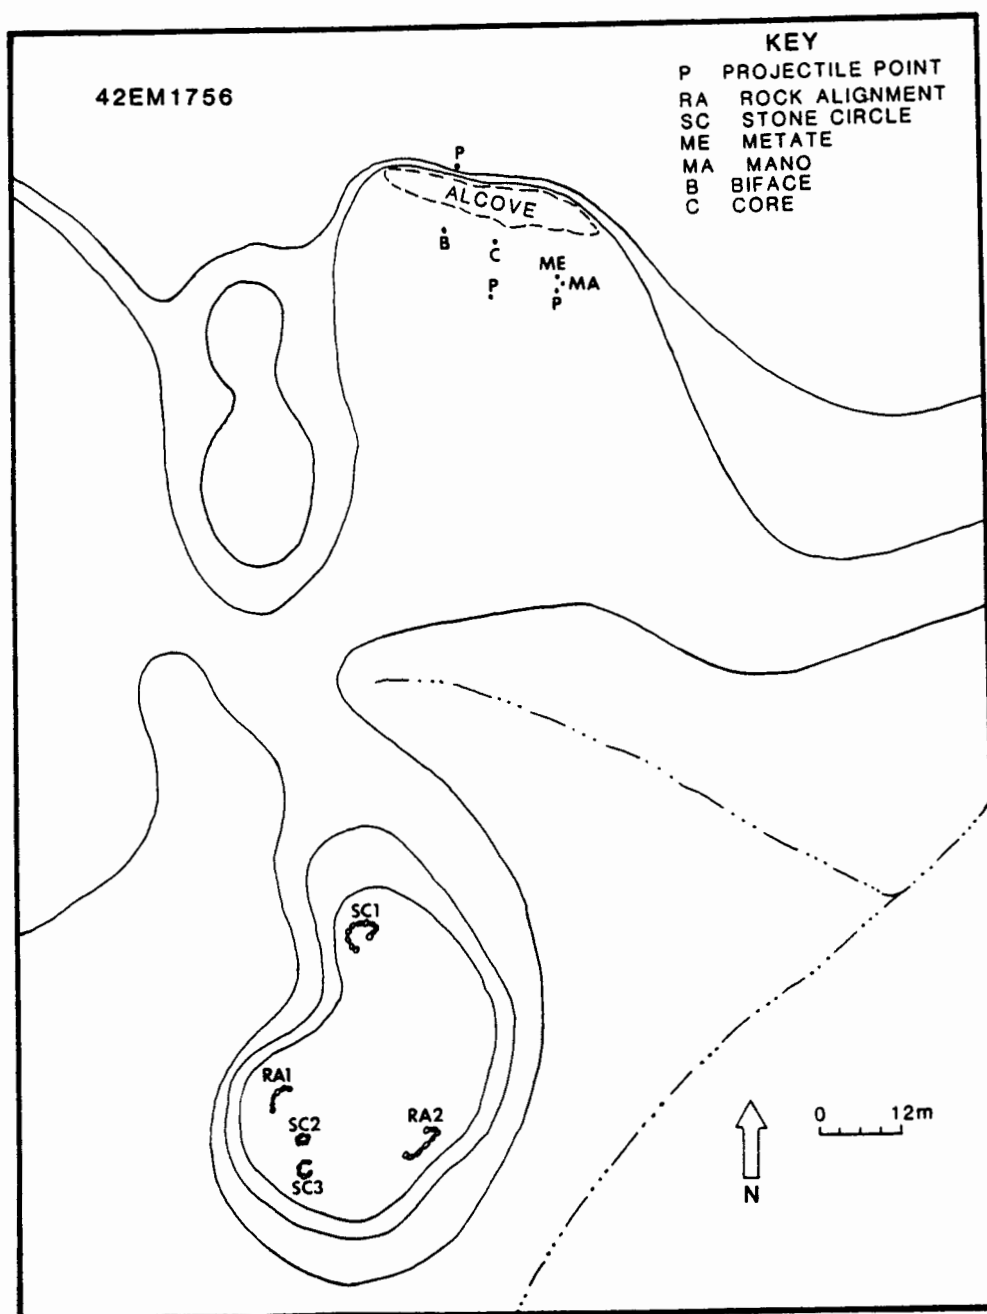 42EM1756
KEY
P PROJECTILE POINT
RA ROCK ALIGNMENT
SC STONE CIRCLE
ME METATE
MA MANO
B BIFACE
C CORE
P
ALCOVE
B
C
ME
MA
P
P
SC1
RA1
SC2
RA2
SC3
0 12m
N